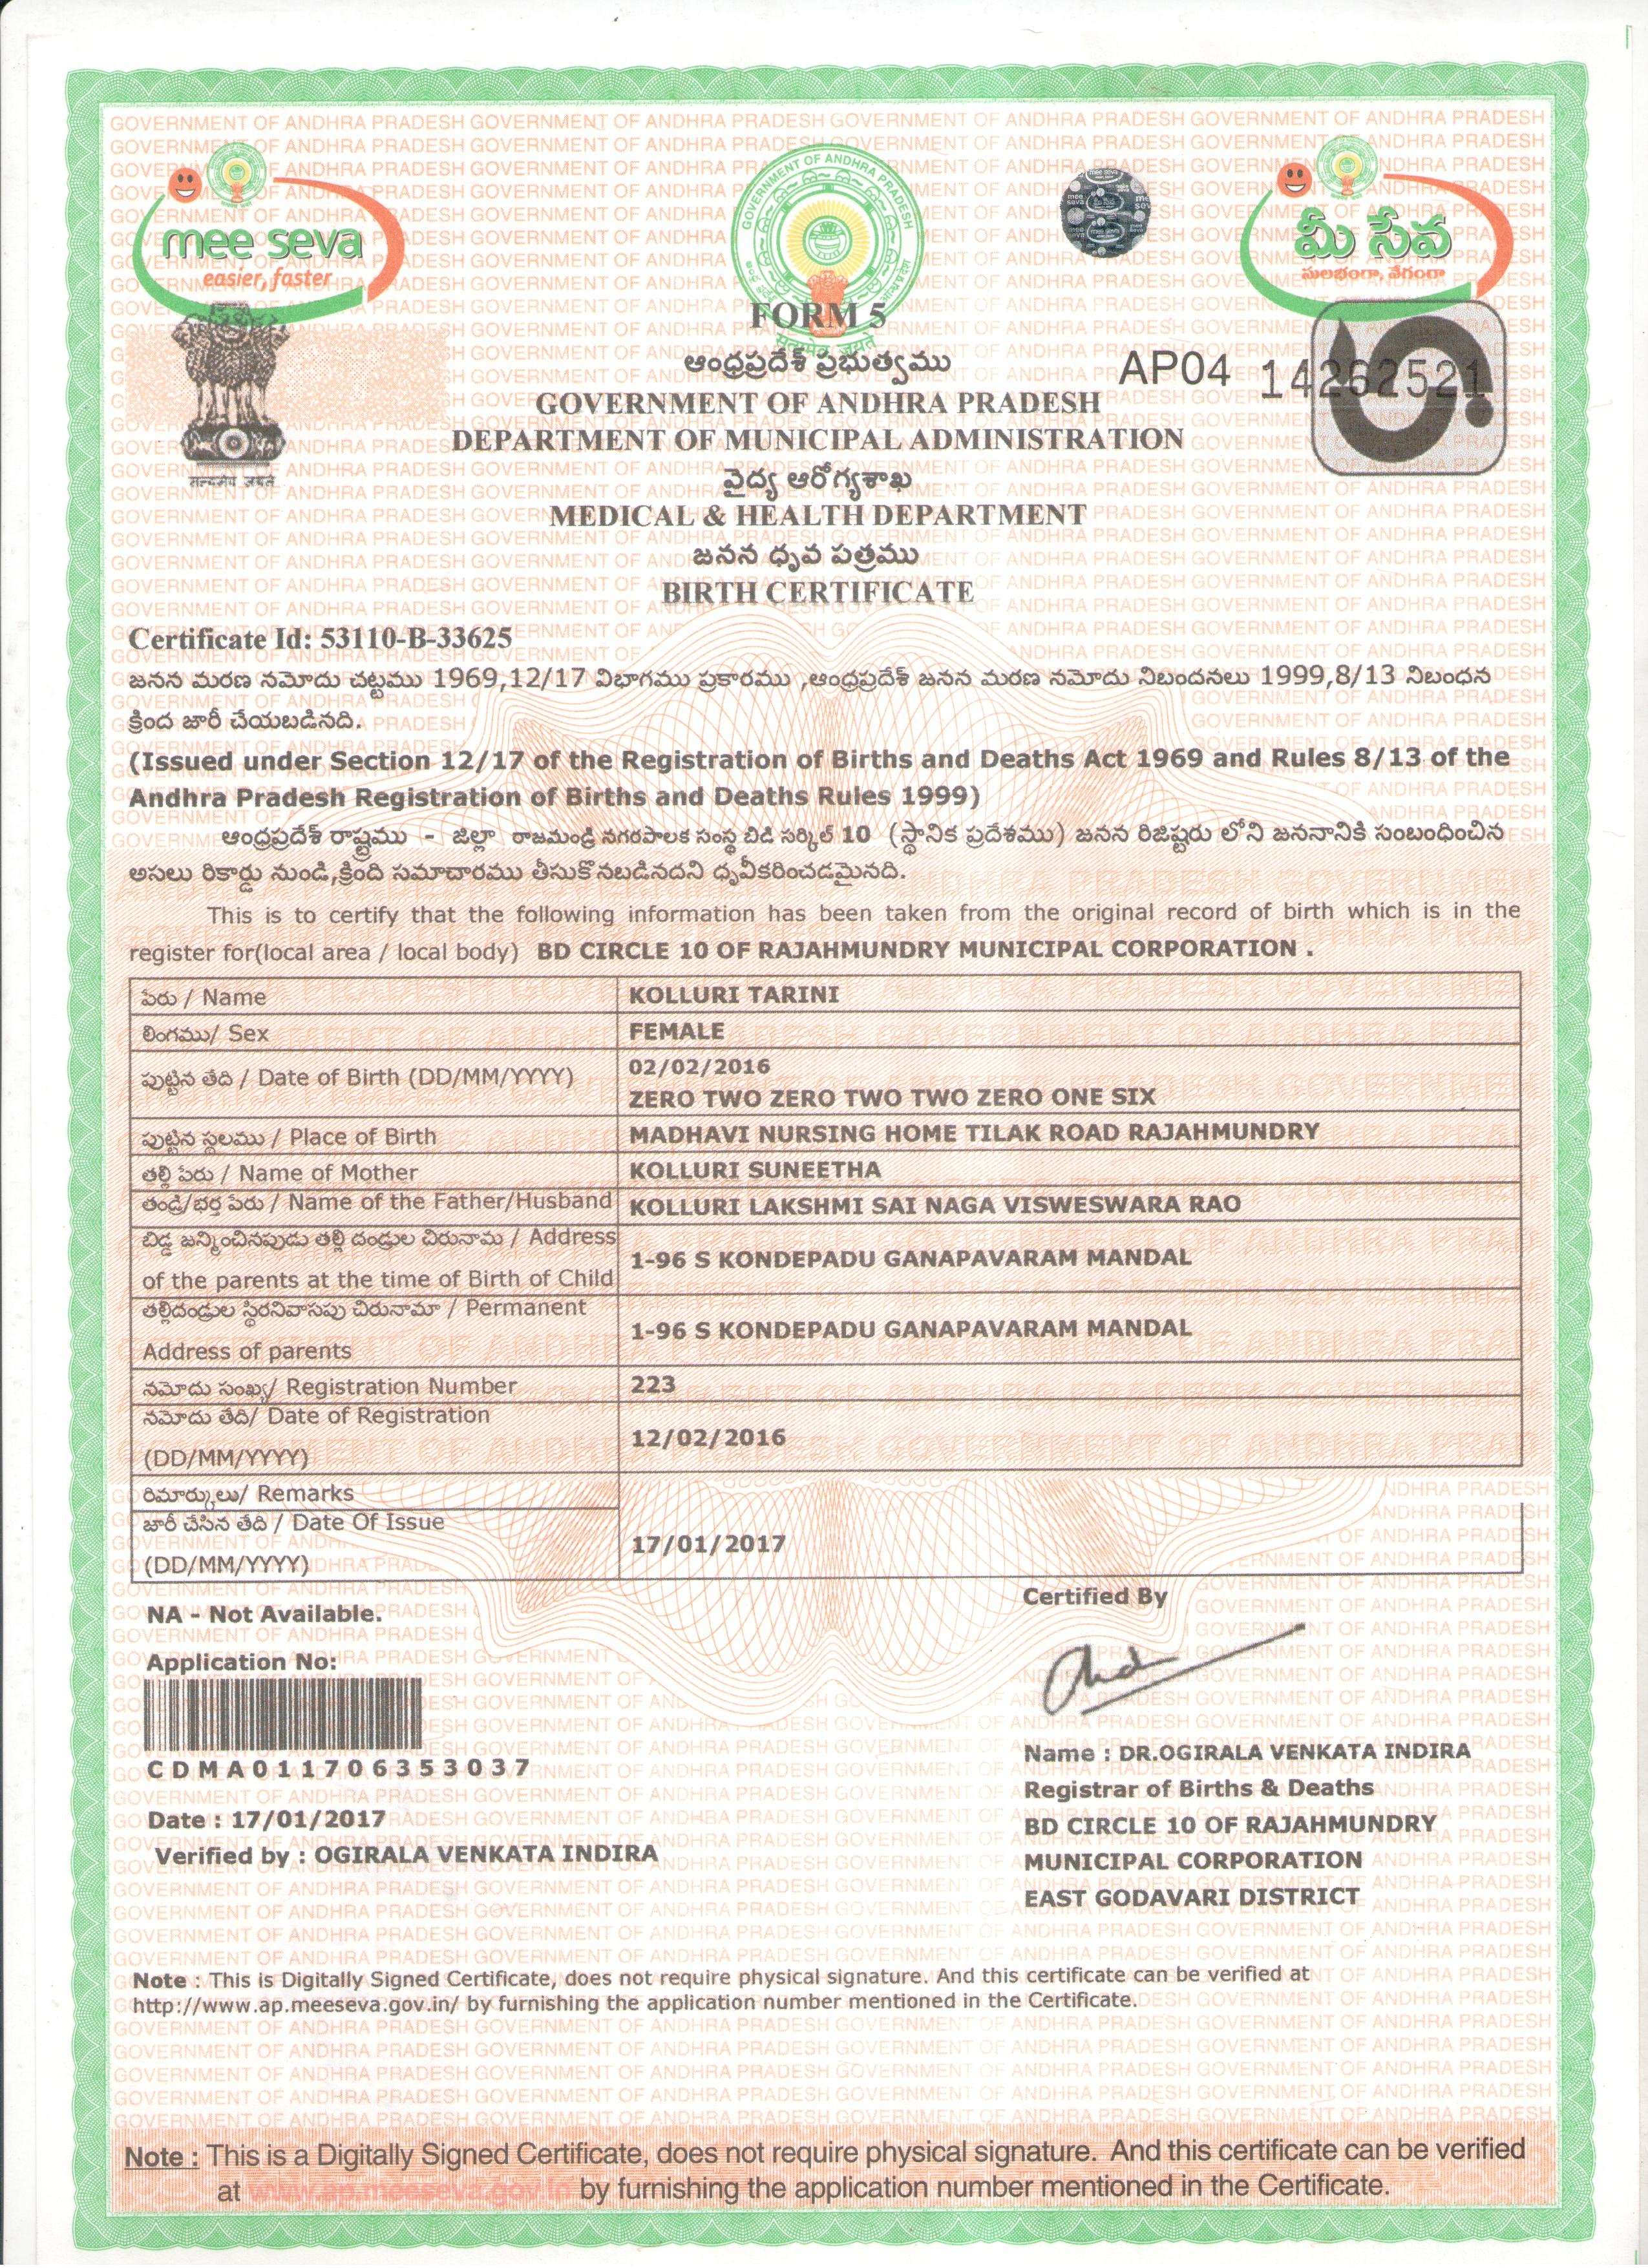 mee seva
easier, faster
GOVERNMENT OF ANDHRA PRADESH
మీ సేవ
సులభంగా, వేగంగా
FORM 5
सत्यमेव जयते
ఆంధ్రప్రదేశ్ ప్రభుత్వము
AP04 14262521
GOVERNMENT OF ANDHRA PRADESH
DEPARTMENT OF MUNICIPAL ADMINISTRATION
सत्यमेव जयते
వైద్య ఆరోగ్యశాఖ
MEDICAL & HEALTH DEPARTMENT
జనన ధృవ పత్రము
BIRTH CERTIFICATE
Certificate Id: 53110-B-33625
జనన మరణ నమోదు చట్టము 1969,12/17 విభాగము ప్రకారము ,ఆంధ్రప్రదేశ్ జనన మరణ నమోదు నిబందనలు 1999,8/13 నిబంధన
క్రింద జారీ చేయబడినది.
(Issued under Section 12/17 of the Registration of Births and Deaths Act 1969 and Rules 8/13 of the
Andhra Pradesh Registration of Births and Deaths Rules 1999)
ఆంధ్రప్రదేశ్ రాష్ట్రము - జిల్లా రాజమండ్రి నగరపాలక సంస్థ బిడి సర్కిల్ 10 (స్థానిక ప్రదేశము) జనన రిజిష్టరు లోని జననానికి సంబంధించిన
అసలు రికార్డు నుండి,క్రింది సమాచారము తీసుకొనబడినదని ధృవీకరించడమైనది.
This is to certify that the following information has been taken from the original record of birth which is in the
register for(local area / local body) BD CIRCLE 10 OF RAJAHMUNDRY MUNICIPAL CORPORATION .
పేరు / Name KOLLURI TARINI
లింగము/ Sex FEMALE
పుట్టిన తేది / Date of Birth (DD/MM/YYYY) 02/02/2016
ZERO TWO ZERO TWO TWO ZERO ONE SIX
పుట్టిన స్థలము / Place of Birth MADHAVI NURSING HOME TILAK ROAD RAJAHMUNDRY
తల్లి పేరు / Name of Mother KOLLURI SUNEETHA
తండ్రి/భర్త పేరు / Name of the Father/Husband KOLLURI LAKSHMI SAI NAGA VISWESWARA RAO
బిడ్డ జన్మించినపుడు తల్లి దండ్రుల చిరునామ / Address
of the parents at the time of Birth of Child 1-96 S KONDEPADU GANAPAVARAM MANDAL
తల్లిదండ్రుల స్థిరనివాసపు చిరునామా / Permanent
Address of parents 1-96 S KONDEPADU GANAPAVARAM MANDAL
నమోదు సంఖ్య/ Registration Number 223
నమోదు తేది/ Date of Registration
(DD/MM/YYYY) 12/02/2016
రిమార్కులు/ Remarks
జారీ చేసిన తేది / Date Of Issue
(DD/MM/YYYY) 17/01/2017
NA - Not Available.
Certified By
Application No:
CDMA011706353037
Name : DR.OGIRALA VENKATA INDIRA
Registrar of Births & Deaths
Date : 17/01/2017
BD CIRCLE 10 OF RAJAHMUNDRY
Verified by : OGIRALA VENKATA INDIRA
MUNICIPAL CORPORATION
EAST GODAVARI DISTRICT
Note : This is Digitally Signed Certificate, does not require physical signature. And this certificate can be verified at
http://www.ap.meeseva.gov.in/ by furnishing the application number mentioned in the Certificate.
Note : This is a Digitally Signed Certificate, does not require physical signature. And this certificate can be verified
at www.ap.meeseva.gov.in by furnishing the application number mentioned in the Certificate.